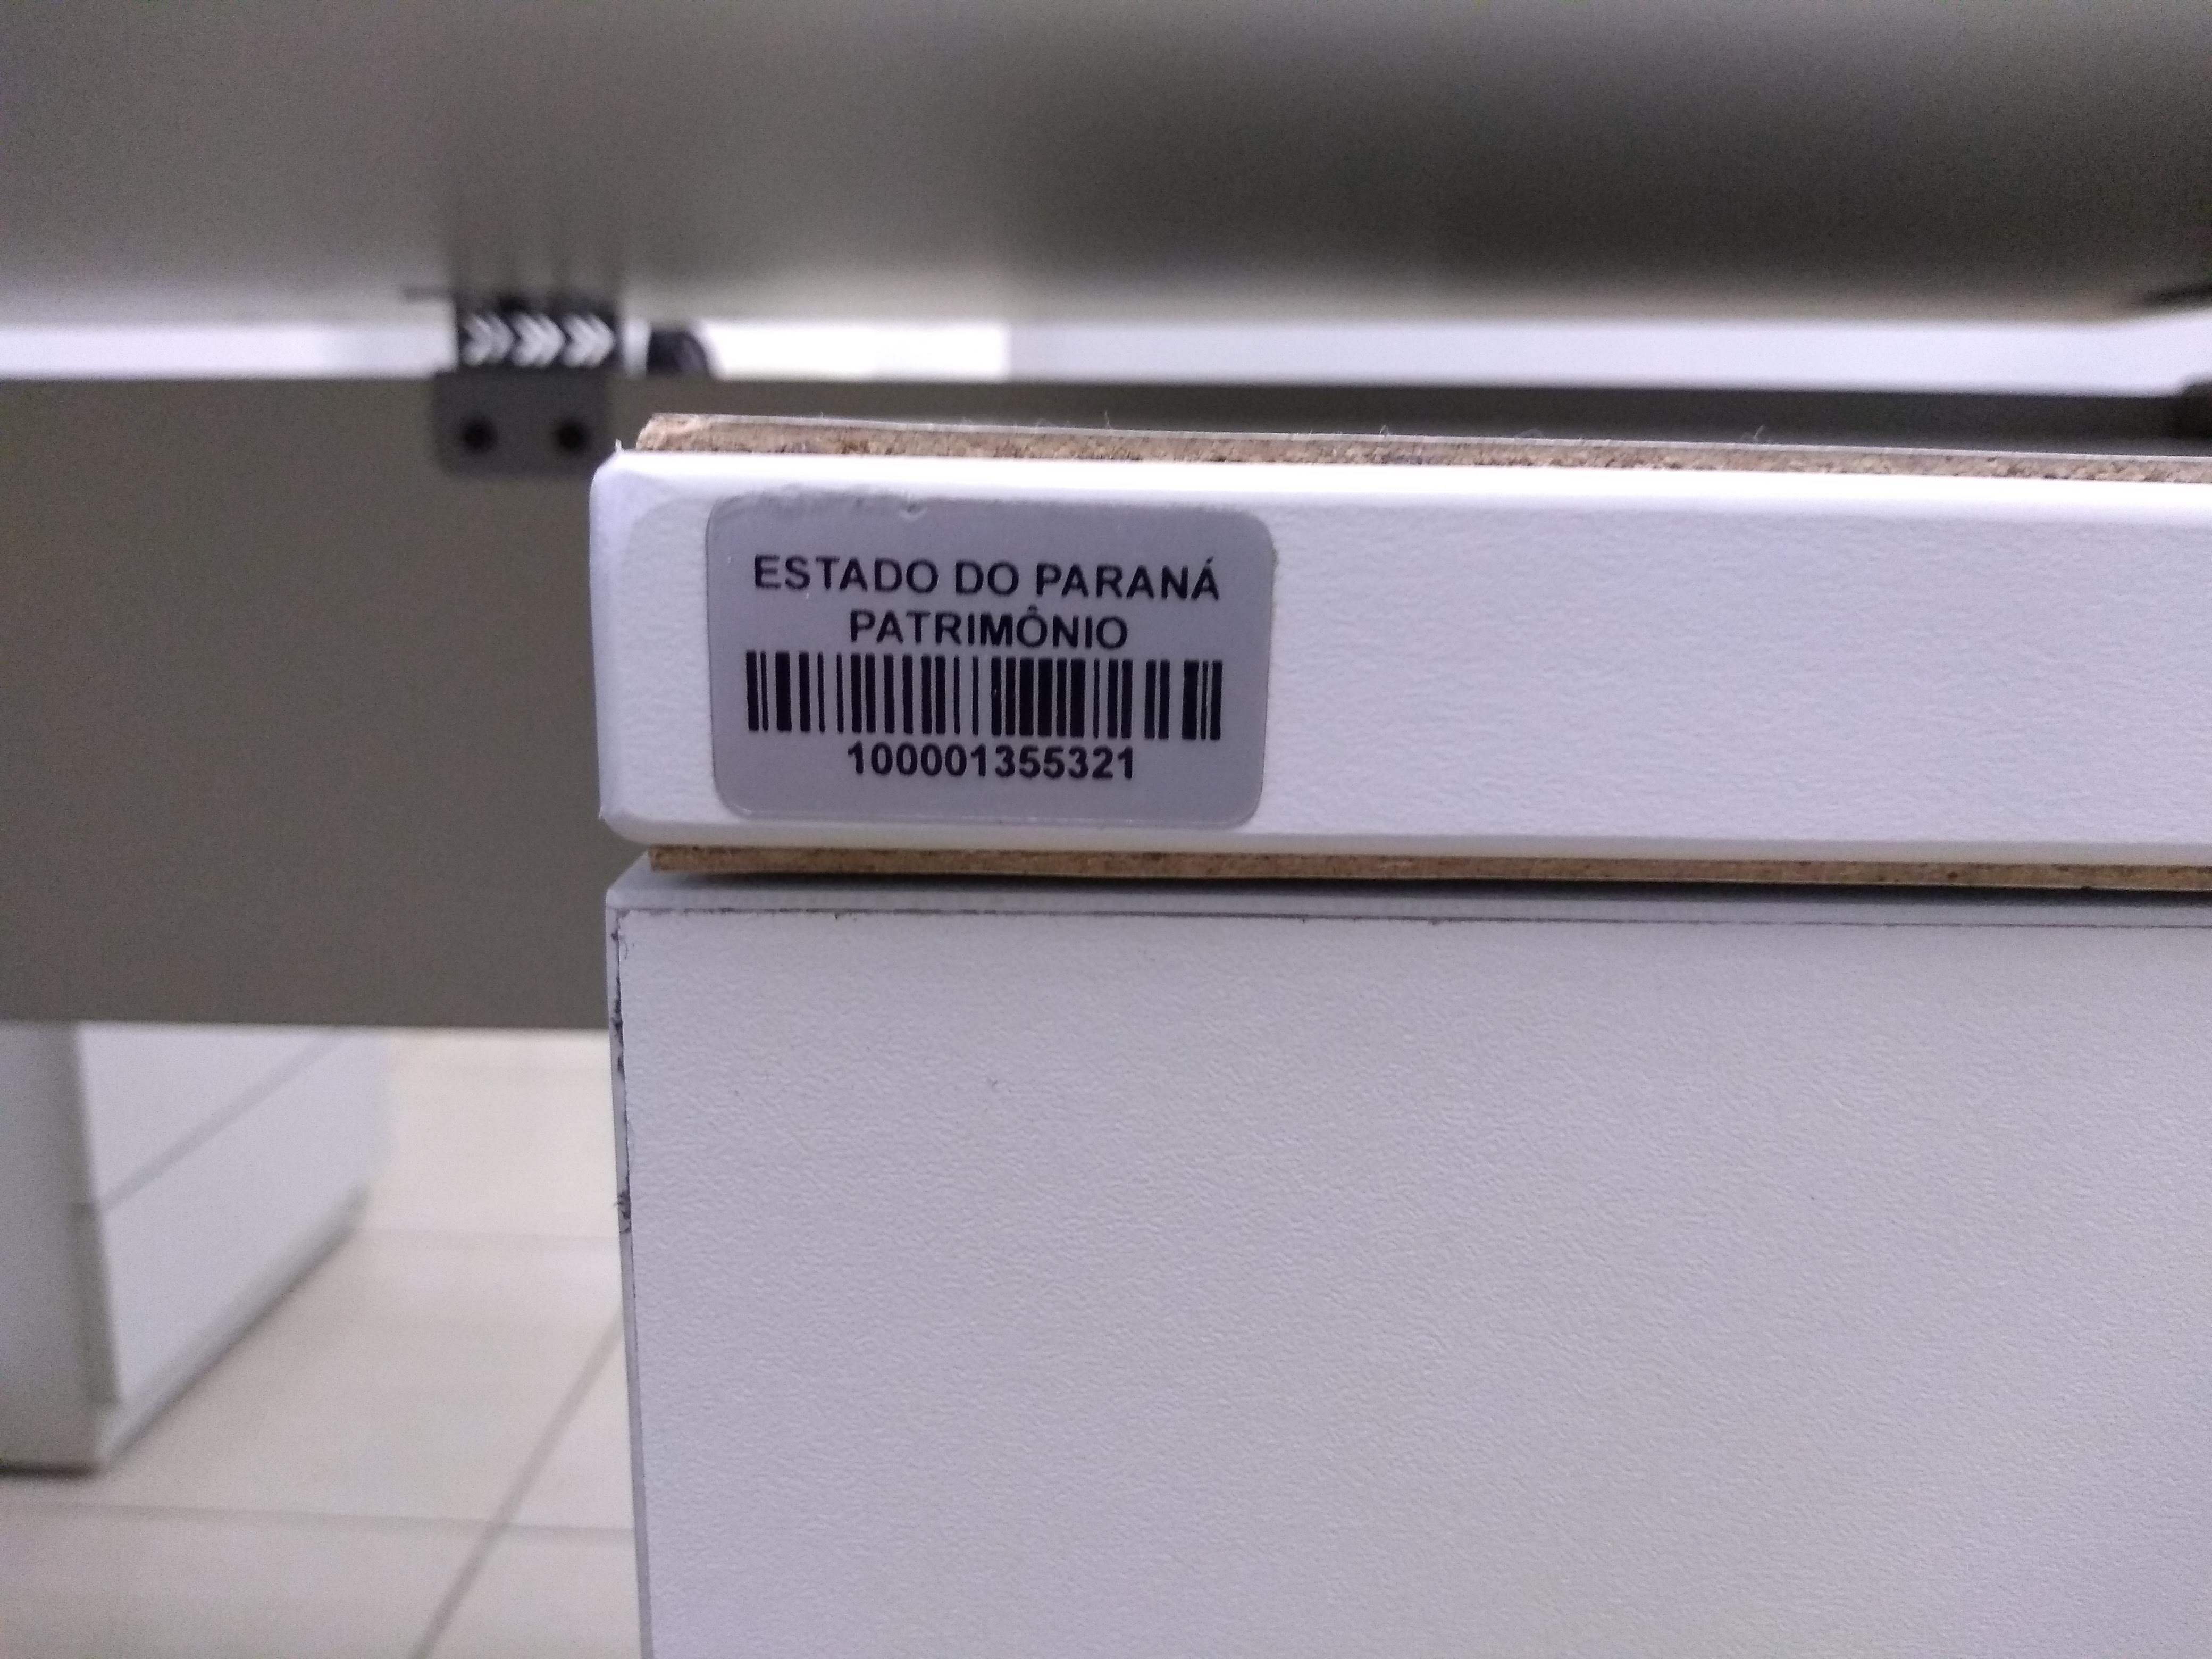 ESTADO DO PARANÁ
PATRIMÔNIO
100001355321